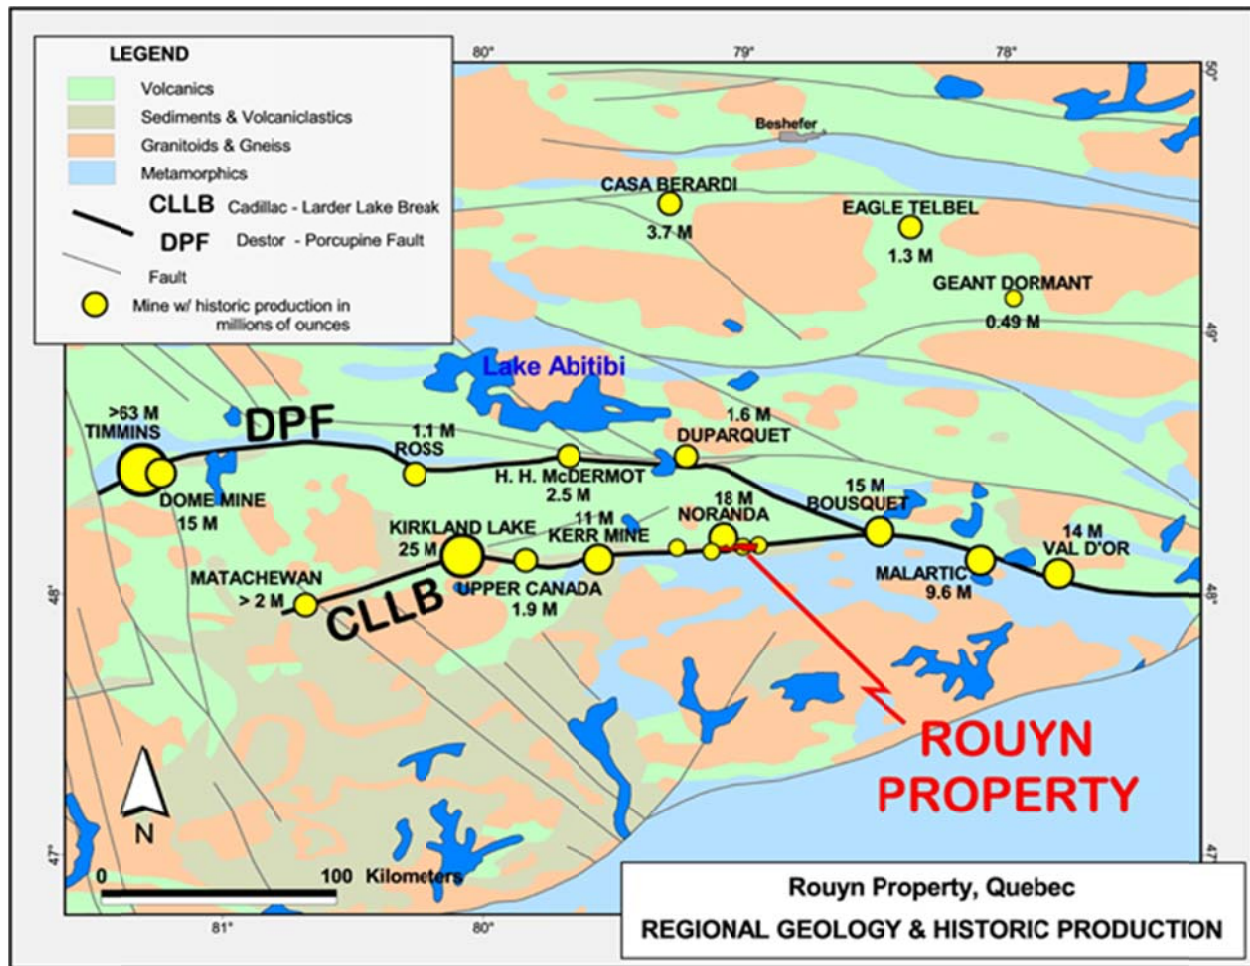 LEGEND
Volcanics
Sediments & Volcaniclastics
Granitoids & Gneiss
Metamorphics
CLLB Cadillac - Larder Lake Break
DPF Destor - Porcupine Fault
Fault
Mine w/ historic production in
millions of ounces
80° 79° 78°
50°
Beshefer
CASA BERARDI
3.7 M
EAGLE TELBEL
1.3 M
GEANT DORMANT
0.49 M
49°
Lake Abitibi
>63 M
TIMMINS
DPF
DOME MINE
15 M
1.1 M
ROSS
H. H. McDERMOT
2.5 M
1.6 M
DUPARQUET
18 M
NORANDA
15 M
BOUSQUET
KIRKLAND LAKE
25 M
11 M
KERR MINE
14 M
VAL D'OR
MALARTIC
9.6 M
MATACHEWAN
> 2 M
CLLB
UPPER CANADA
1.9 M
48°
48°
ROUYN
PROPERTY
N
47°
0 100 Kilometers
81° 80°
Rouyn Property, Quebec
REGIONAL GEOLOGY & HISTORIC PRODUCTION